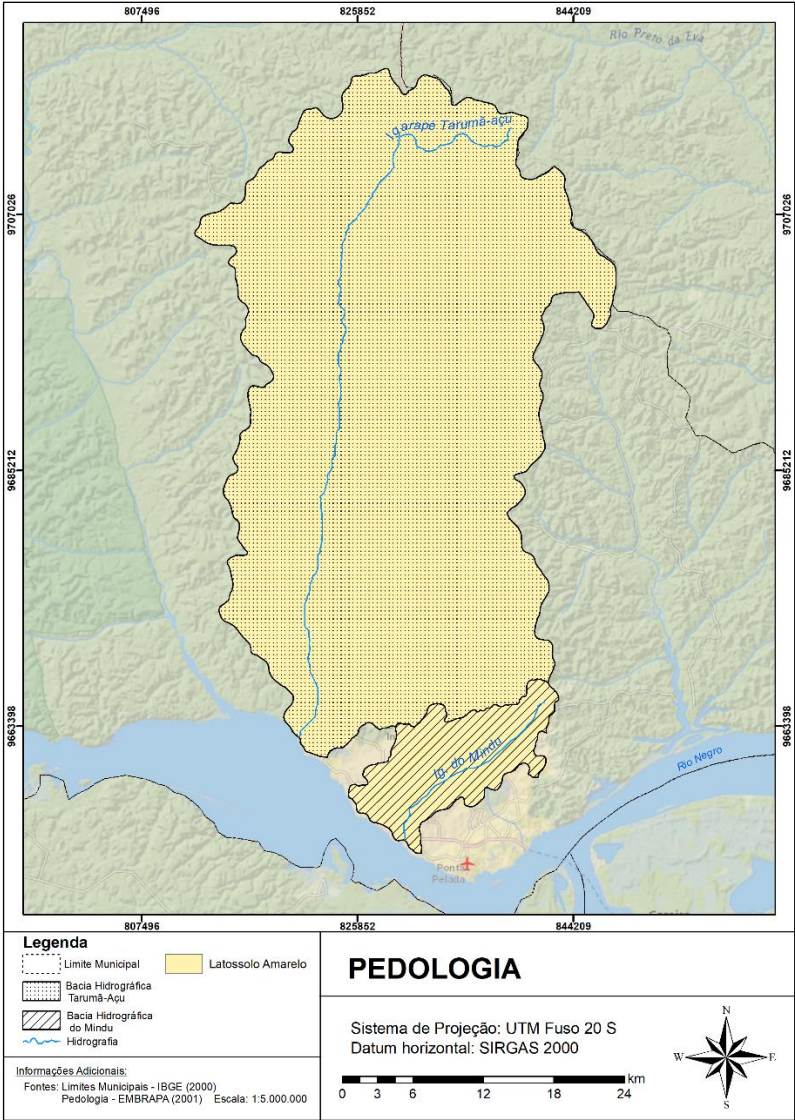 807496 825852 844209
Rio Preto da Eva
Igarapé Tarumã-açu
9707026 9707026
9685212 9685212
9663398 9663398
Ig. do Mindu
Rio Negro
Ponta
Pelada
807496 825852 844209
Legenda
Limite Municipal Latossolo Amarelo
Bacia Hidrográfica
Tarumã-Açu
Bacia Hidrográfica
do Mindu
Hidrografia
Informações Adicionais:
Fontes: Limites Municipais - IBGE (2000)
Pedologia - EMBRAPA (2001) Escala: 1:5.000.000
PEDOLOGIA
Sistema de Projeção: UTM Fuso 20 S
Datum horizontal: SIRGAS 2000
N
W E
S
km
0 3 6 12 18 24